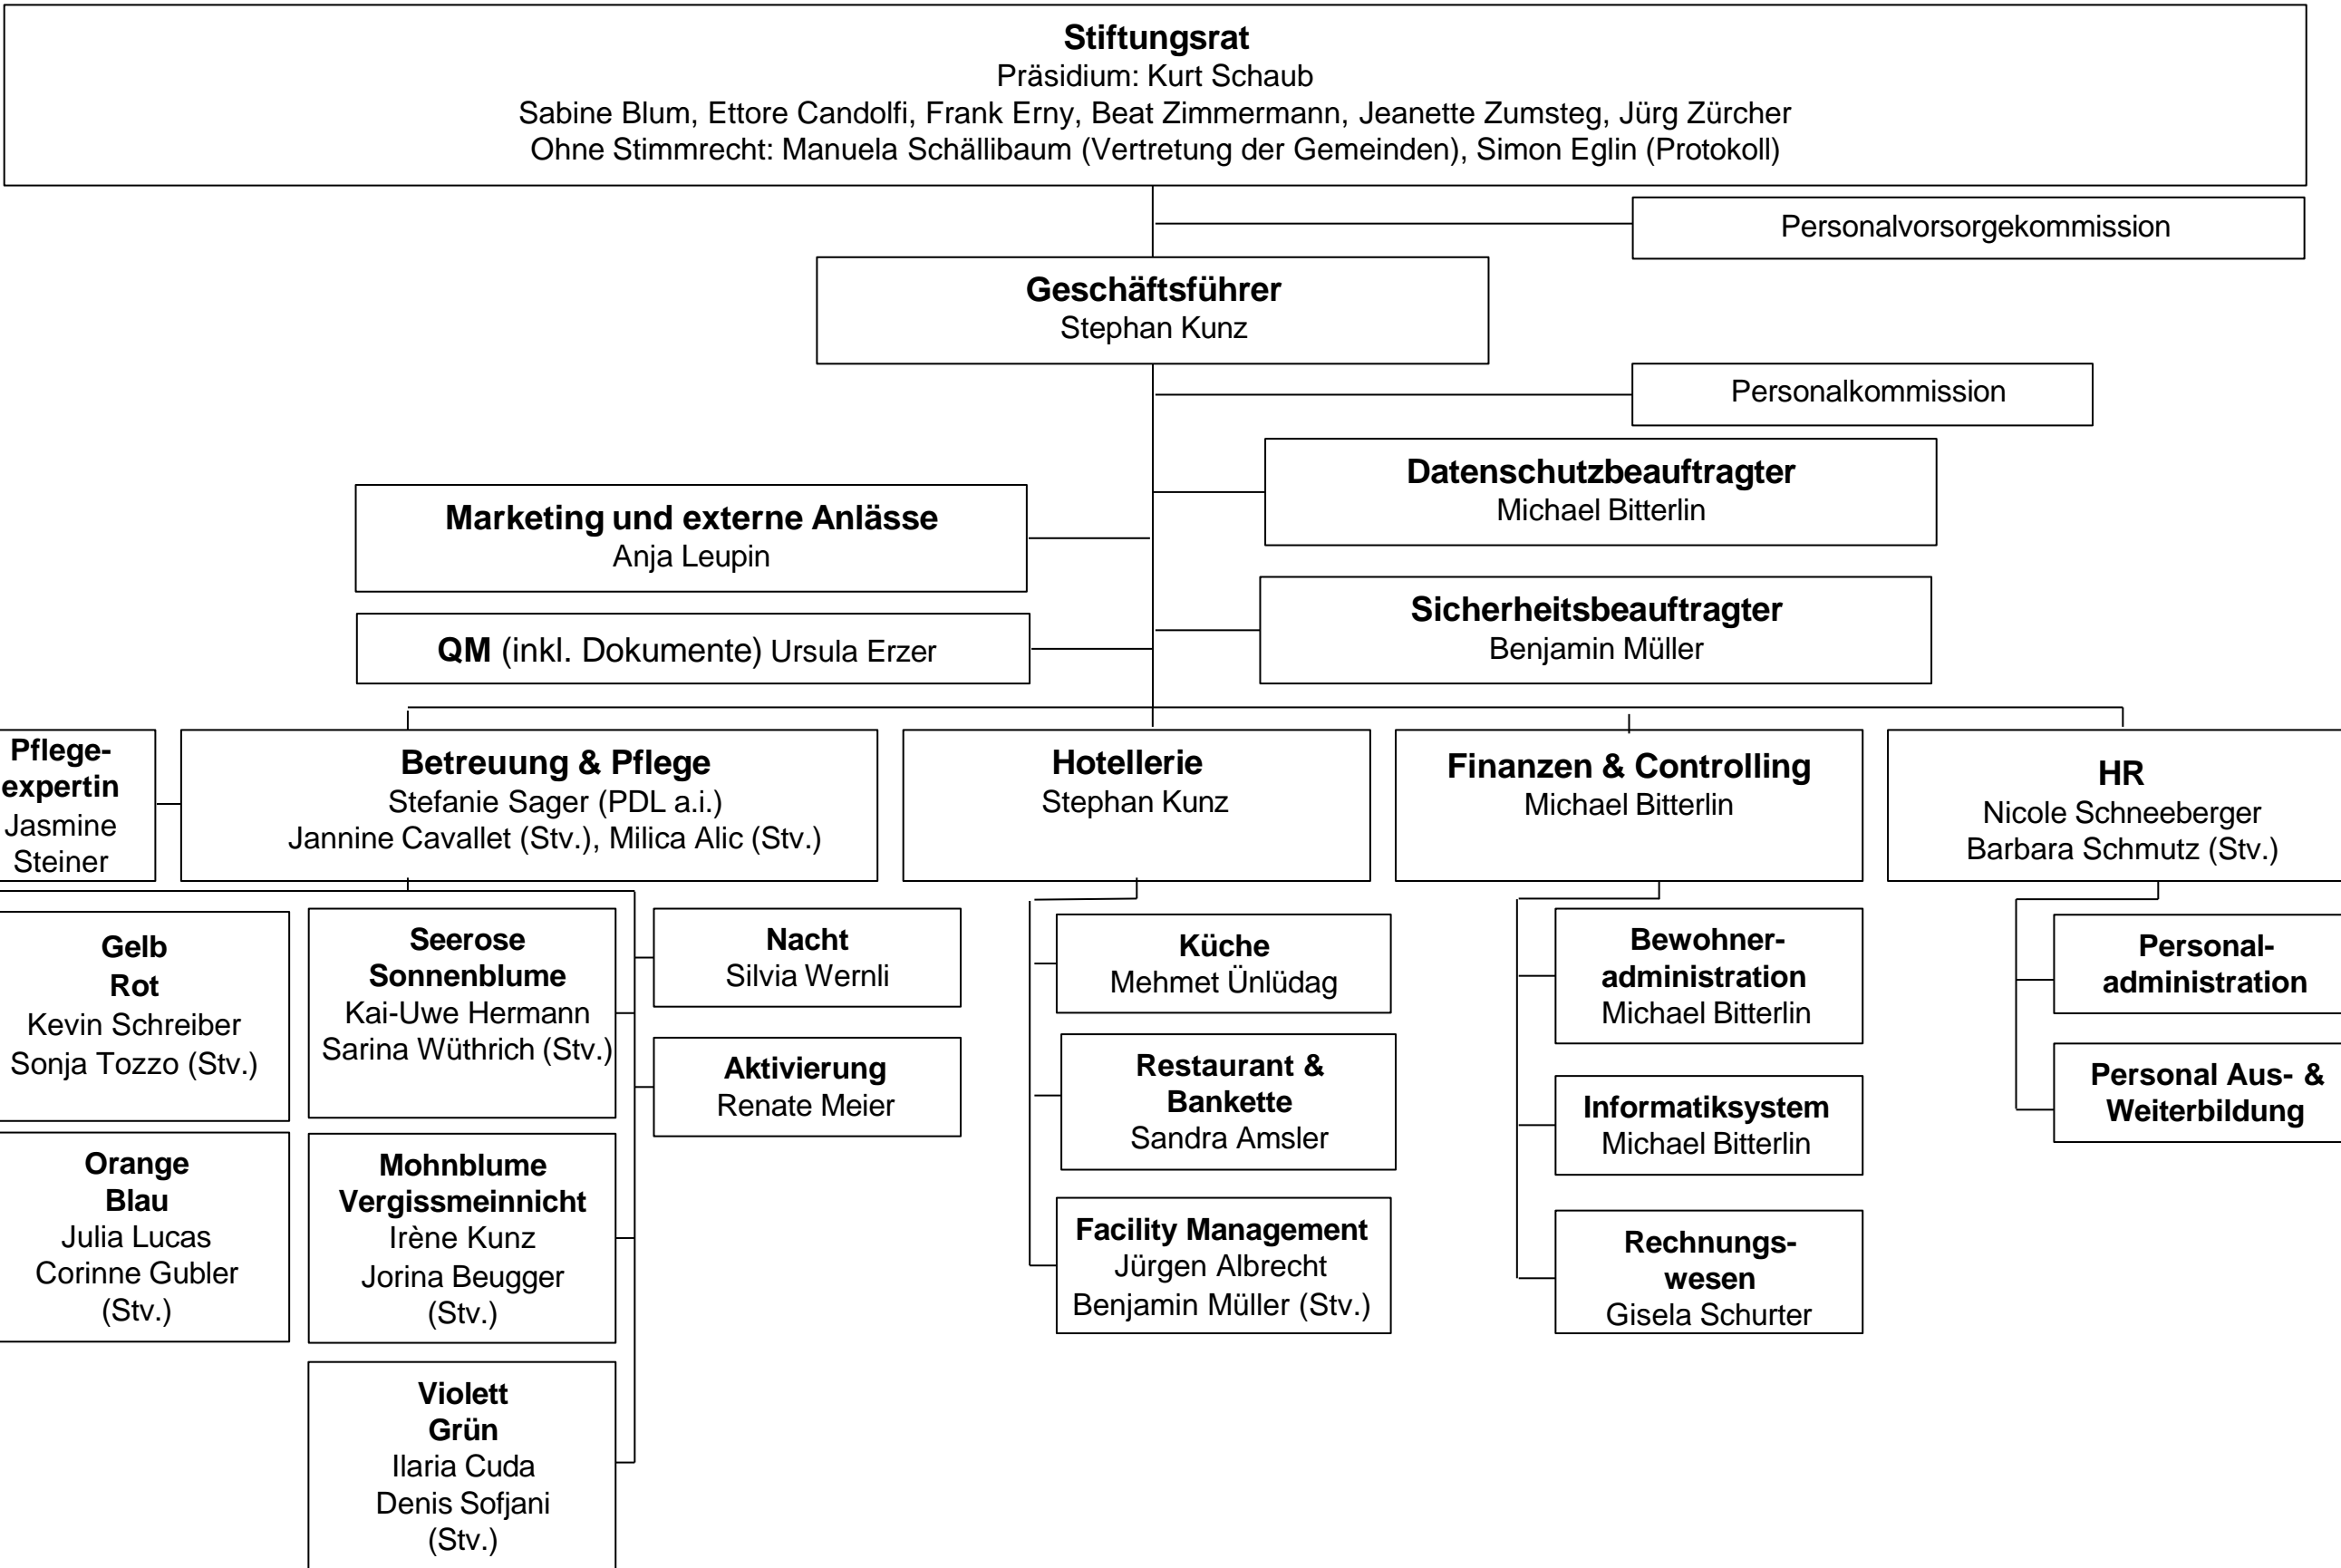 Stiftungsrat
Präsidium: Kurt Schaub
Sabine Blum, Ettore Candolfi, Frank Erny, Beat Zimmermann, Jeanette Zumsteg, Jürg Zürcher
Ohne Stimmrecht: Manuela Schällibaum (Vertretung der Gemeinden), Simon Eglin (Protokoll)
Personalvorsorgekommission
Geschäftsführer
Stephan Kunz
Personalkommission
Datenschutzbeauftragter
Michael Bitterlin
Marketing und externe Anlässe
Anja Leupin
Sicherheitsbeauftragter
Benjamin Müller
QM (inkl. Dokumente) Ursula Erzer
Pflege-
expertin
Jasmine
Steiner
Betreuung & Pflege
Stefanie Sager (PDL a.i.)
Jannine Cavallet (Stv.), Milica Alic (Stv.)
Hotellerie
Stephan Kunz
Finanzen & Controlling
Michael Bitterlin
HR
Nicole Schneeberger
Barbara Schmutz (Stv.)
Gelb
Rot
Kevin Schreiber
Sonja Tozzo (Stv.)
Seerose
Sonnenblume
Kai-Uwe Hermann
Sarina Wüthrich (Stv.)
Nacht
Silvia Wernli
Aktivierung
Renate Meier
Küche
Mehmet Ünlüdag
Restaurant &
Bankette
Sandra Amsler
Bewohner-
administration
Michael Bitterlin
Informatiksystem
Michael Bitterlin
Personal-
administration
Personal Aus- &
Weiterbildung
Orange
Blau
Julia Lucas
Corinne Gubler
(Stv.)
Mohnblume
Vergissmeinnicht
Irène Kunz
Jorina Beugger
(Stv.)
Facility Management
Jürgen Albrecht
Benjamin Müller (Stv.)
Rechnungs-
wesen
Gisela Schurter
Violett
Grün
Ilaria Cuda
Denis Sofjani
(Stv.)